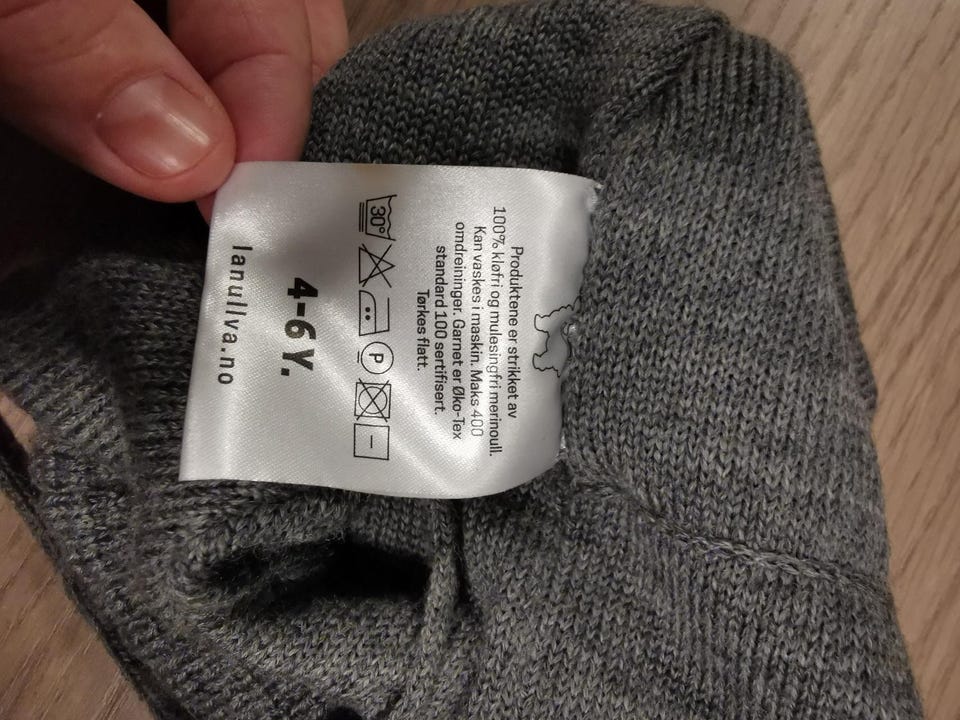 Produktene er strikket av
100% kløfri og mulesingfri merinoull.
Kan vaskes i maskin. Maks 400
omdreininger. Garnet er Øko-Tex
standard 100 sertifisert.
Tørkes flatt.
30°
P
4-6 Y.
lanullva.no